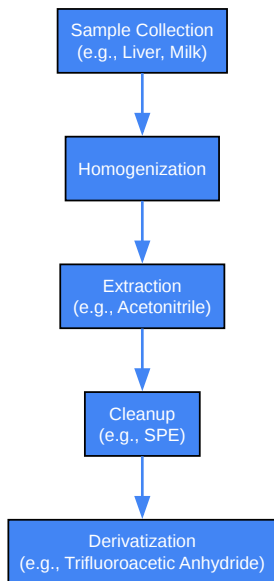 Sample Collection
(e.g., Liver, Milk)
Homogenization
Extraction
(e.g., Acetonitrile)
Cleanup
(e.g., SPE)
Derivatization
(e.g., Trifluoroacetic Anhydride)